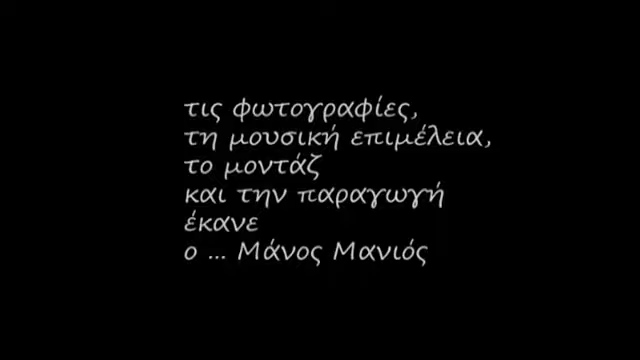 τις φωτογραφίες,
τη μουσική επιμέλεια,
το μοντάζ
και την παραγωγή
έκανε
ο ... Μάνος Μανιός